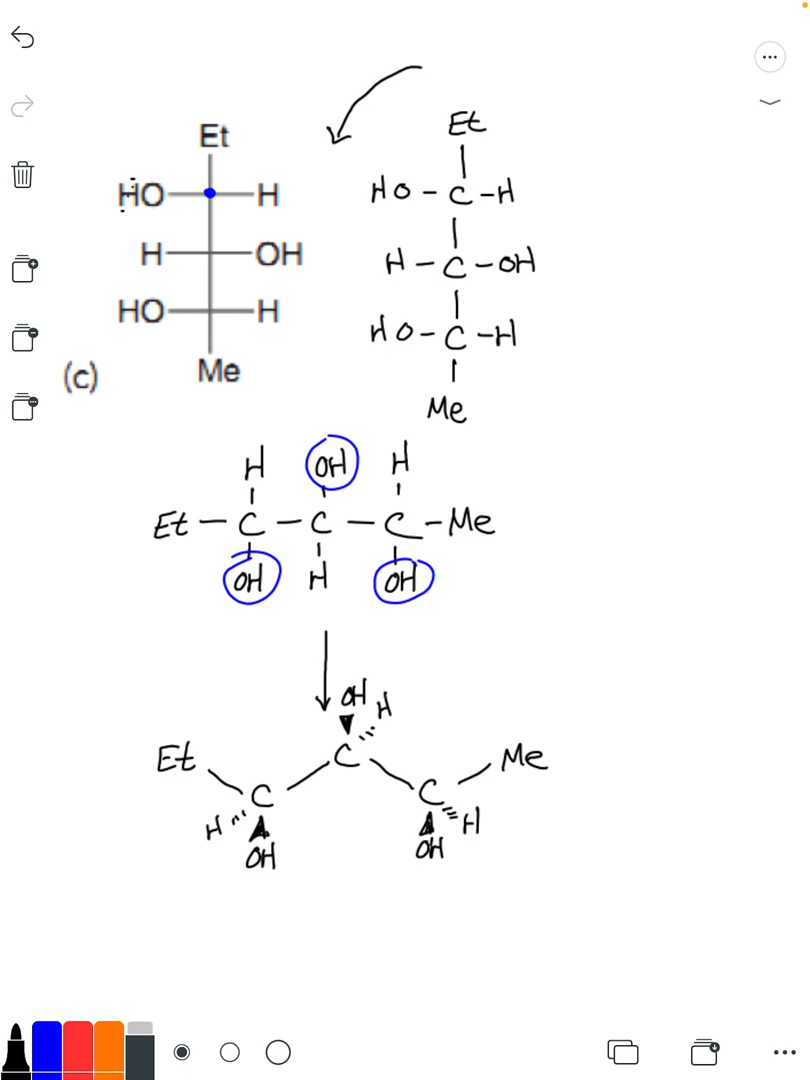 Et
HO H
H OH
HO H
Me
(c)
Et
HO - C - H
H - C - OH
HO - C - H
Me
H OH H
Et - C - C - C - Me
OH H OH
OH H
Et C Me
C C
H H
OH OH